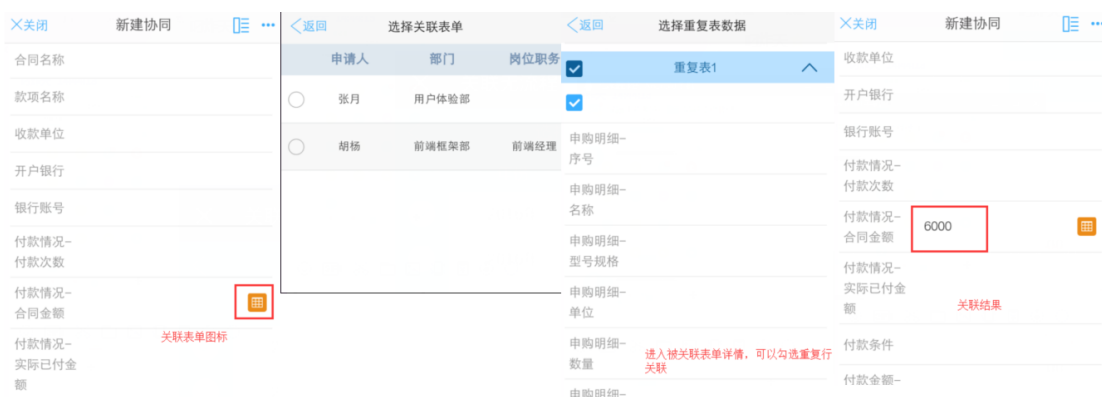 ×关闭
新建协同
合同名称
款项名称
收款单位
开户银行
银行账号
付款情况-
付款次数
付款情况-
合同金额
关联表单图标
付款情况-
实际已付金
额
<返回
选择关联表单
申请人 部门 岗位职务
张月 用户体验部
胡杨 前端框架部 前端经理
<返回
选择重复表数据
重复表1
申购明细-
序号
申购明细-
名称
申购明细-
型号规格
申购明细-
单位
申购明细-
数量
进入被关联表单详情，可以勾选重复行
关联
申购明细-
×关闭
新建协同
收款单位
开户银行
银行账号
付款情况-
付款次数
付款情况-
合同金额
6000
付款情况-
实际已付金
额
关联结果
付款条件
付款金额-